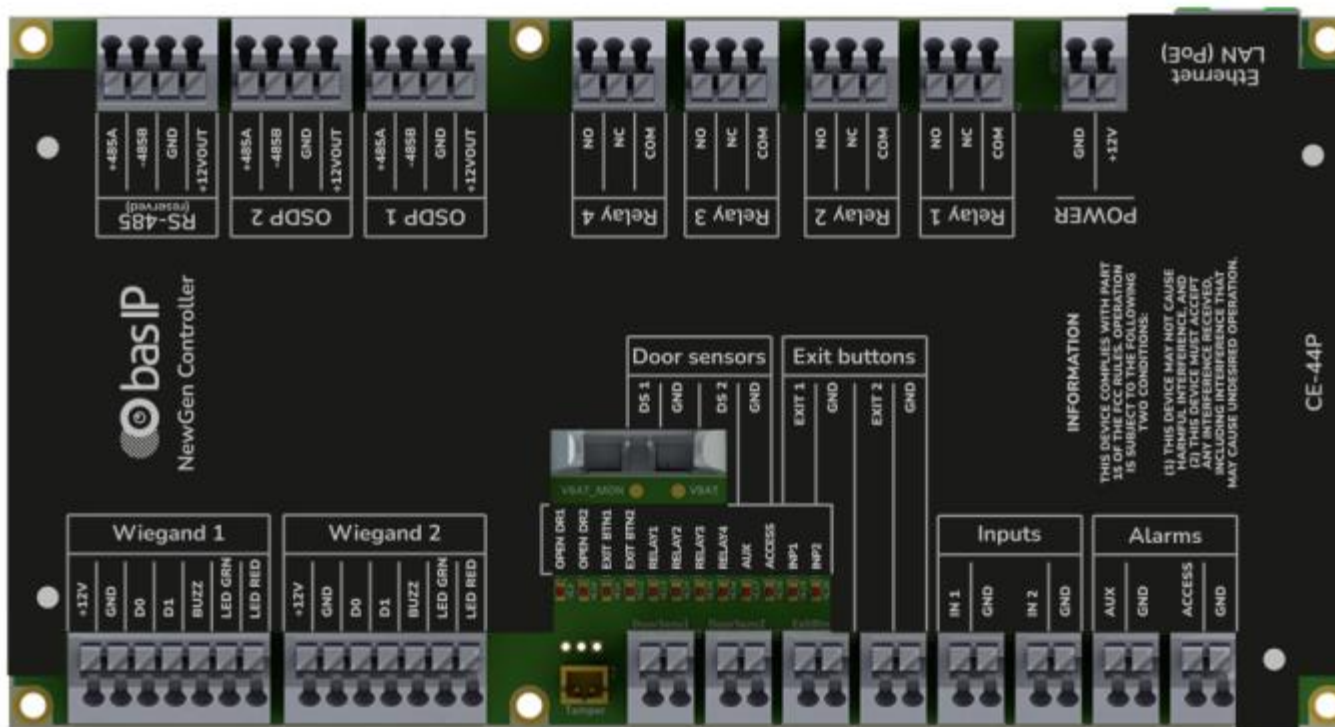 Ethernet
LAN (PoE)
+485A
-485B
GND
+12VOUT
RS-485
(reserved)
+485A
-485B
GND
+12VOUT
OSDP 2
+485A
-485B
GND
+12VOUT
OSDP 1
NO
NC
COM
Relay 4
NO
NC
COM
Relay 3
NO
NC
COM
Relay 2
NO
NC
COM
Relay 1
GND
+12V
POWER
basIP
NewGen Controller
INFORMATION
THIS DEVICE COMPLIES WITH PART
15 OF THE FCC RULES. OPERATION
IS SUBJECT TO THE FOLLOWING
TWO CONDITIONS:
(1) THIS DEVICE MAY NOT CAUSE
HARMFUL INTERFERENCE, AND
(2) THIS DEVICE MUST ACCEPT
ANY INTERFERENCE RECEIVED,
INCLUDING INTERFERENCE THAT
MAY CAUSE UNDESIRED OPERATION.
CE-44P
Door sensors
DS 1
GND
DS 2
GND
Exit buttons
EXIT 1
GND
EXIT 2
GND
VBAT_MON
VBAT
OPEN DR1
OPEN DR2
EXIT BTN1
EXIT BTN2
RELAY1
RELAY2
RELAY3
RELAY4
AUX
ACCESS
INP1
INP2
Wiegand 1
+12V
GND
D0
D1
BUZZ
LED GRN
LED RED
Wiegand 2
+12V
GND
D0
D1
BUZZ
LED GRN
LED RED
Inputs
IN 1
GND
IN 2
GND
Alarms
AUX
GND
ACCESS
GND
DoorSens1
DoorSens2
Tamper